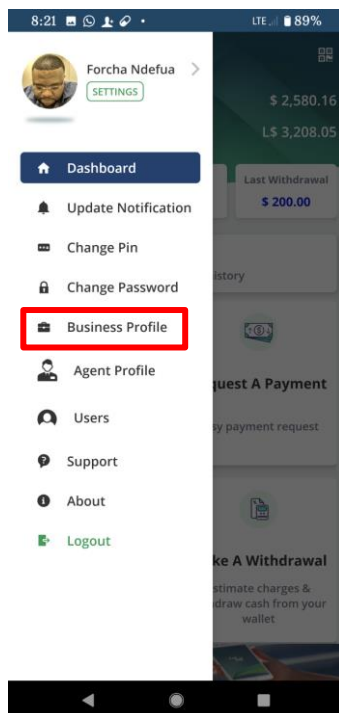 8:21
LTE 89%
Forcha Ndefua
SETTINGS
$ 2,580.16
L$ 3,208.05
Dashboard
Last Withdrawal
$ 200.00
Update Notification
Change Pin
istory
Change Password
Business Profile
Agent Profile
quest A Payment
Users
sy payment request
Support
About
Logout
ke A Withdrawal
stimate charges &
draw cash from your
wallet